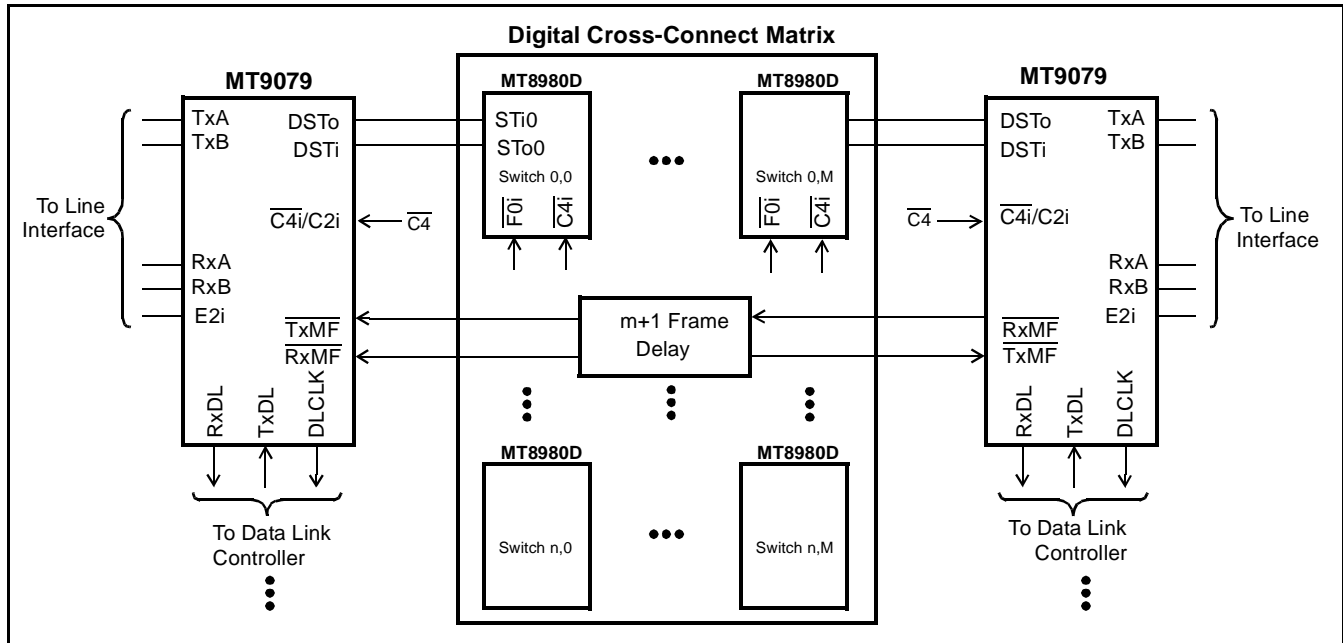 Digital Cross-Connect Matrix
MT9079
TxA
TxB
DSTo
DSTi
C4i/C2i
C4
RxA
RxB
E2i
TxMF
RxMF
RxDL
TxDL
DLCLK
To Line
Interface
To Data Link
Controller
MT8980D
STi0
STo0
Switch 0,0
F0i
C4i
MT8980D
Switch 0,M
F0i
C4i
m+1 Frame
Delay
MT8980D
Switch n,0
MT8980D
Switch n,M
MT9079
DSTo
DSTi
TxA
TxB
C4
C4i/C2i
RxA
RxB
E2i
RxMF
TxMF
RxDL
TxDL
DLCLK
To Line
Interface
To Data Link
Controller